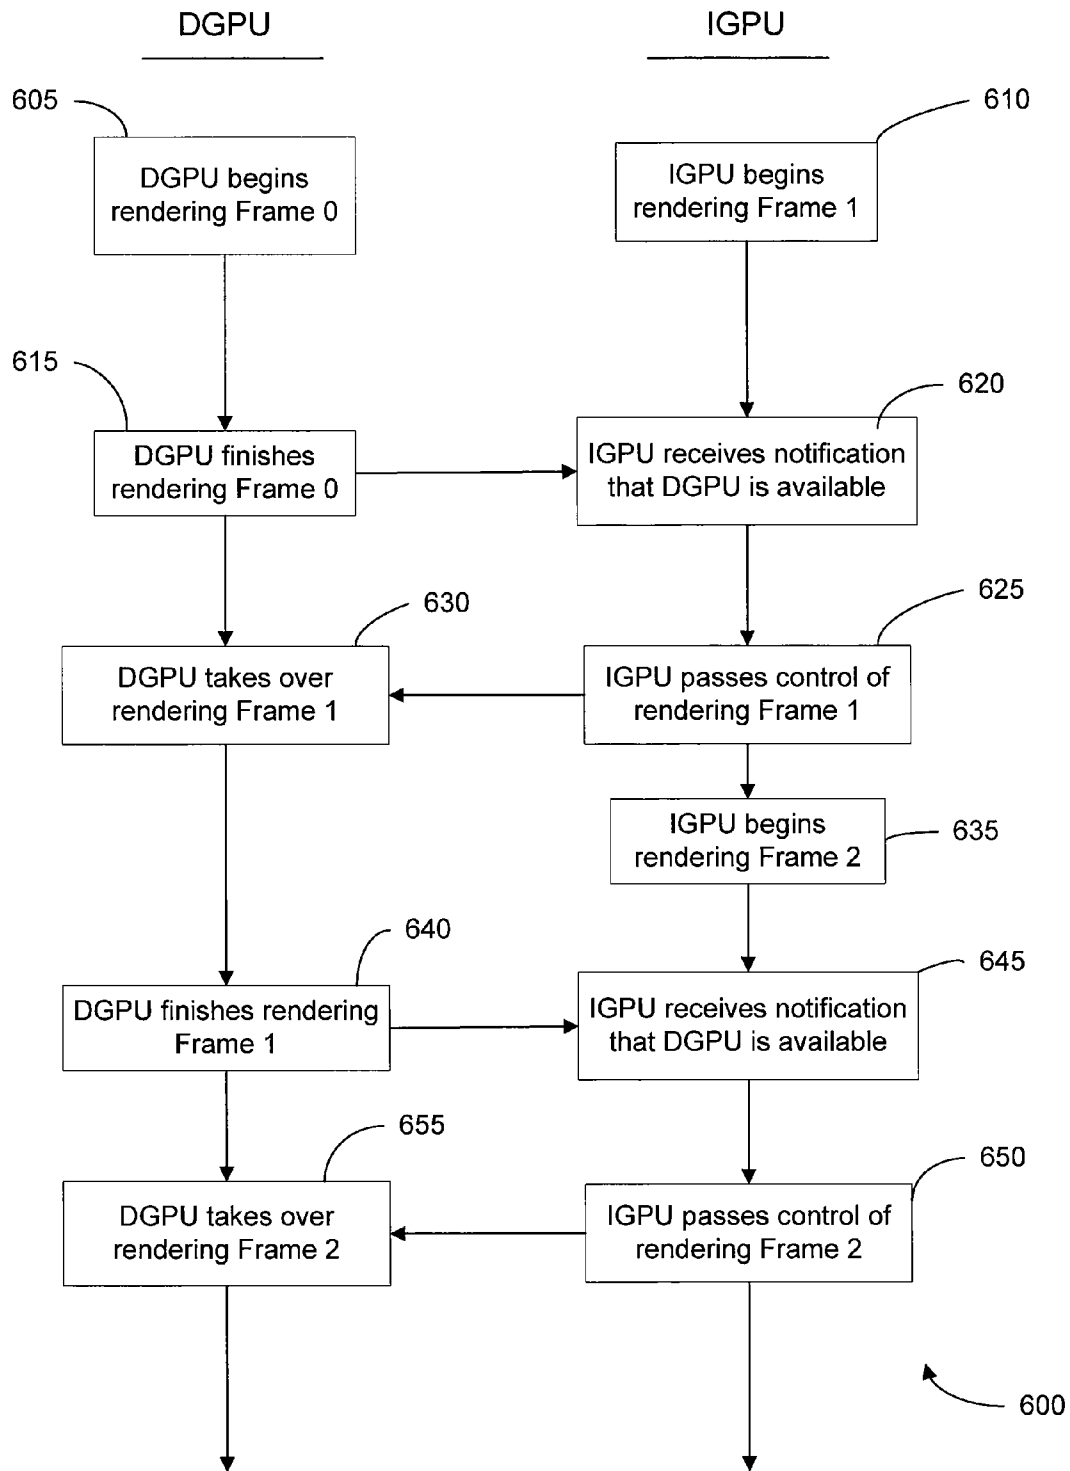 DGPU
IGPU
605
610
DGPU begins
rendering Frame 0
IGPU begins
rendering Frame 1
615
620
DGPU finishes
rendering Frame 0
IGPU receives notification
that DGPU is available
630
625
DGPU takes over
rendering Frame 1
IGPU passes control of
rendering Frame 1
IGPU begins
rendering Frame 2
635
640
645
DGPU finishes rendering
Frame 1
IGPU receives notification
that DGPU is available
655
650
DGPU takes over
rendering Frame 2
IGPU passes control of
rendering Frame 2
600